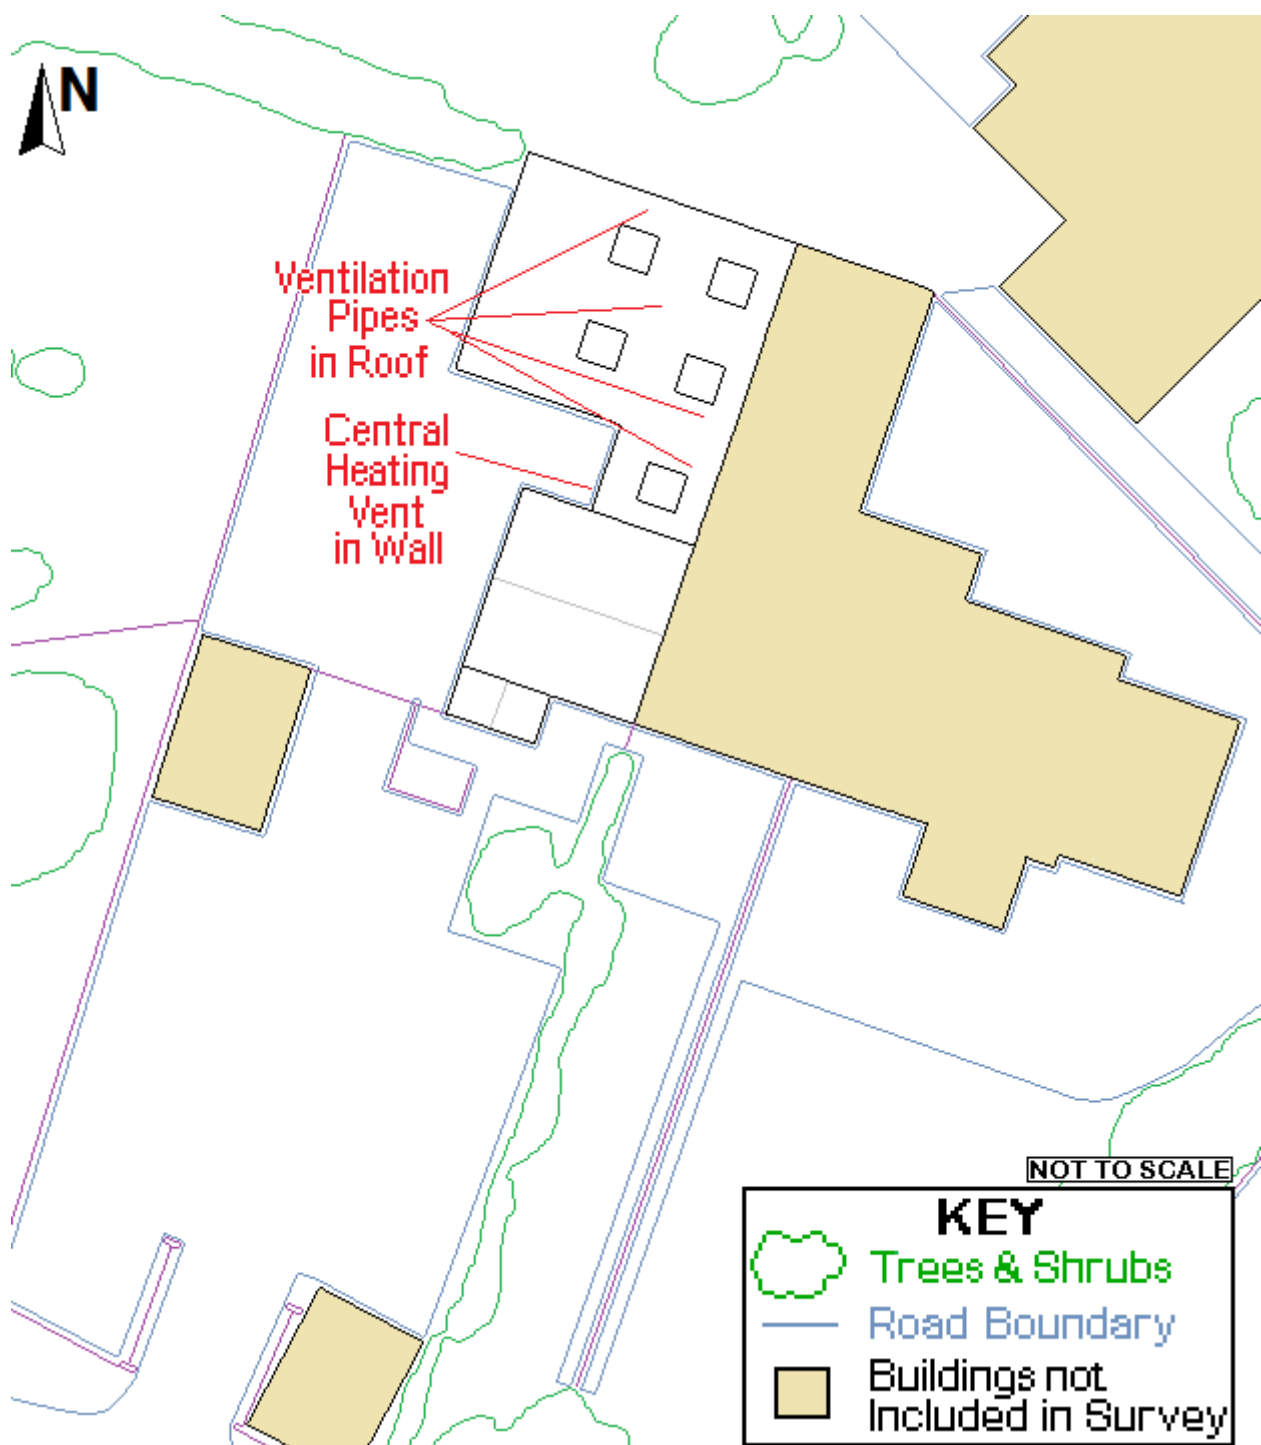 N
Ventilation
Pipes
in Roof
Central
Heating
Vent
in Wall
NOT TO SCALE
KEY
Trees & Shrubs
Road Boundary
Buildings not
Included in Survey